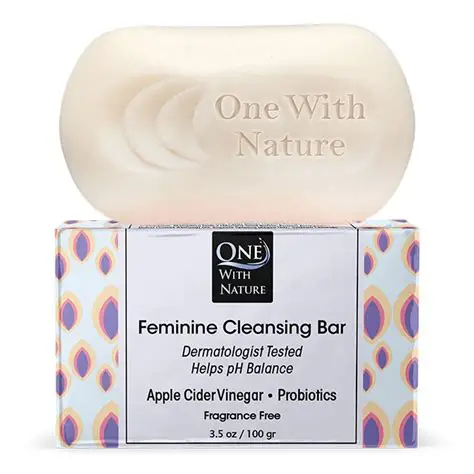 One With
Nature
ONE
WITH
NATURE
Feminine Cleansing Bar
Dermatologist Tested
Helps pH Balance
Apple Cider Vinegar • Probiotics
Fragrance Free
3.5 oz / 100 gr